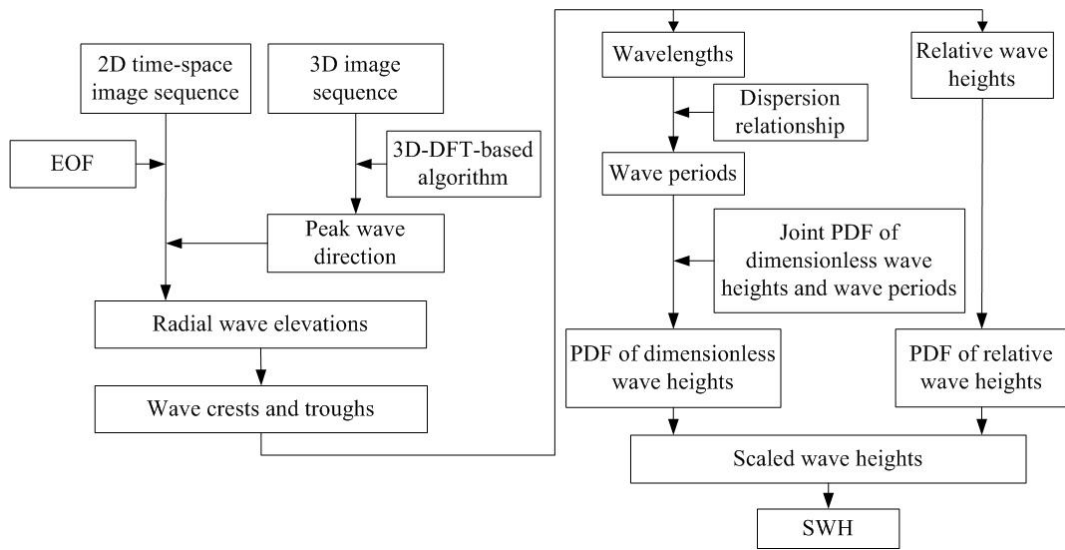 2D time-space
image sequence
3D image
sequence
EOF
3D-DFT-based
algorithm
Peak wave
direction
Radial wave elevations
Wave crests and troughs
Wavelengths
Relative wave
heights
Dispersion
relationship
Wave periods
Joint PDF of
dimensionless wave
heights and wave periods
PDF of dimensionless
wave heights
PDF of relative
wave heights
Scaled wave heights
SWH